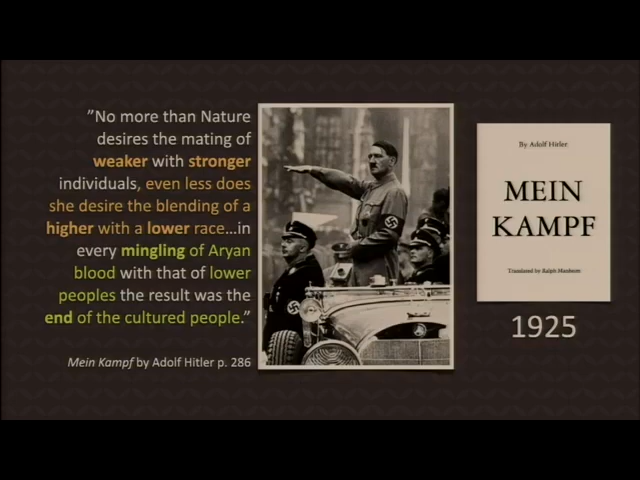 ”No more than Nature
desires the mating of
weaker with stronger
individuals, even less does
she desire the blending of a
higher with a lower race...in
every mingling of Aryan
blood with that of lower
peoples the result was the
end of the cultured people.”
Mein Kampf by Adolf Hitler p. 286
By Adolf Hitler
MEIN
KAMPF
Translated by Ralph Manheim
1925